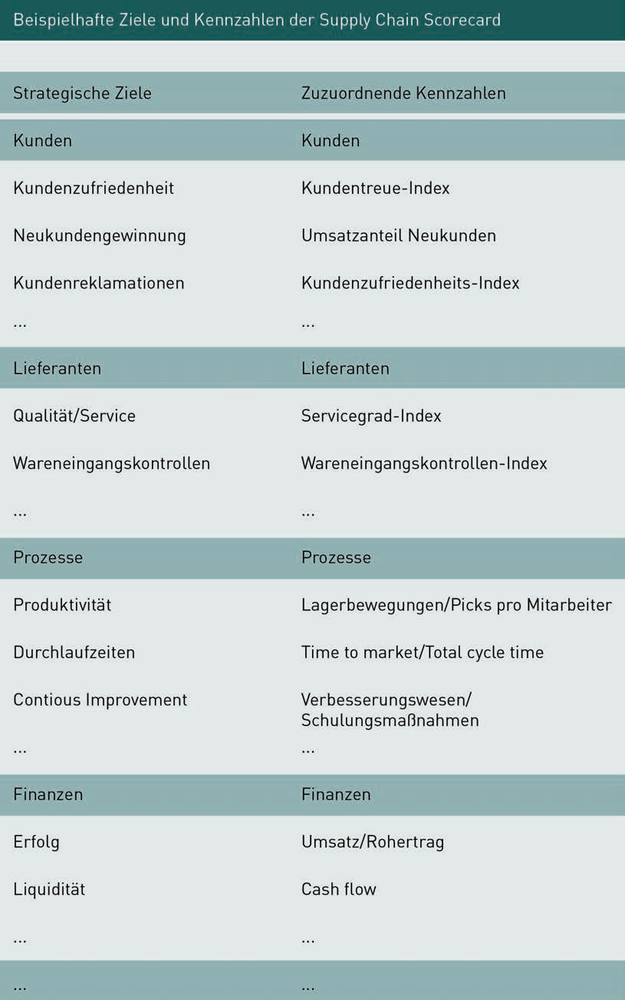 Beispielhafte Ziele und Kennzahlen der Supply Chain Scorecard
Strategische Ziele Zuzuordnende Kennzahlen
Kunden Kunden
Kundenzufriedenheit Kundentreue-Index
Neukundengewinnung Umsatzanteil Neukunden
Kundenreklamationen Kundenzufriedenheits-Index
... ...
Lieferanten Lieferanten
Qualität/Service Servicegrad-Index
Wareneingangskontrollen Wareneingangskontrollen-Index
... ...
Prozesse Prozesse
Produktivität Lagerbewegungen/Picks pro Mitarbeiter
Durchlaufzeiten Time to market/Total cycle time
Contious Improvement Verbesserungswesen/
Schulungsmaßnahmen
... ...
Finanzen Finanzen
Erfolg Umsatz/Rohertrag
Liquidität Cash flow
... ...
... ...